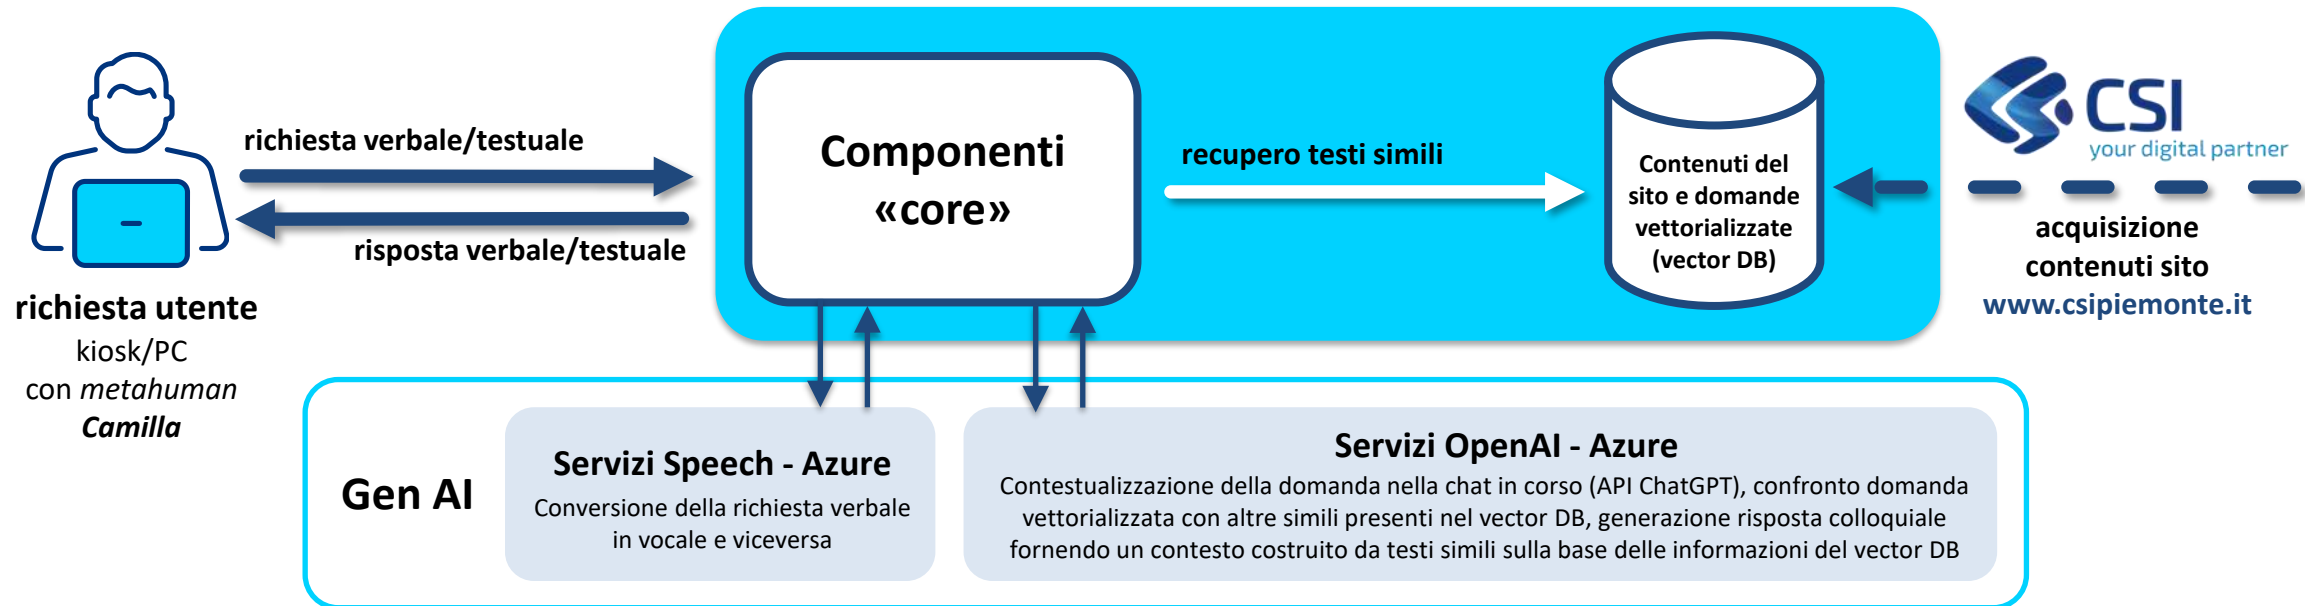 richiesta verbale/testuale
risposta verbale/testuale
richiesta utente
kiosk/PC
con metahuman
Camilla
Componenti
«core»
recupero testi simili
Contenuti del
sito e domande
vettorializzate
(vector DB)
CSI
your digital partner
acquisizione
contenuti sito
www.csipiemonte.it
Gen AI
Servizi Speech - Azure
Conversione della richiesta verbale
in vocale e viceversa
Servizi OpenAI - Azure
Contestualizzazione della domanda nella chat in corso (API ChatGPT), confronto domanda
vettorializzata con altre simili presenti nel vector DB, generazione risposta colloquiale
fornendo un contesto costruito da testi simili sulla base delle informazioni del vector DB